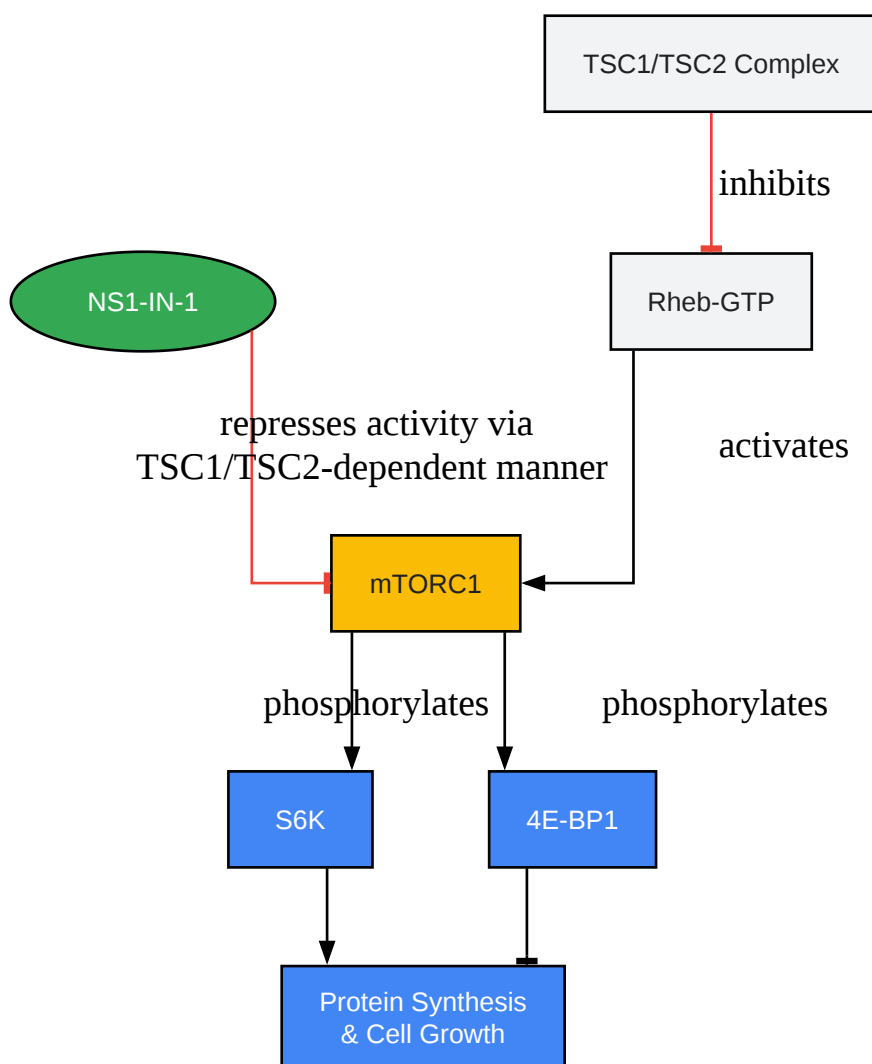 TSC1/TSC2 Complex
inhibits
NS1-IN-1
Rheb-GTP
represses activity via
TSC1/TSC2-dependent manner
activates
mTORC1
phosphorylates
phosphorylates
S6K
4E-BP1
Protein Synthesis
& Cell Growth